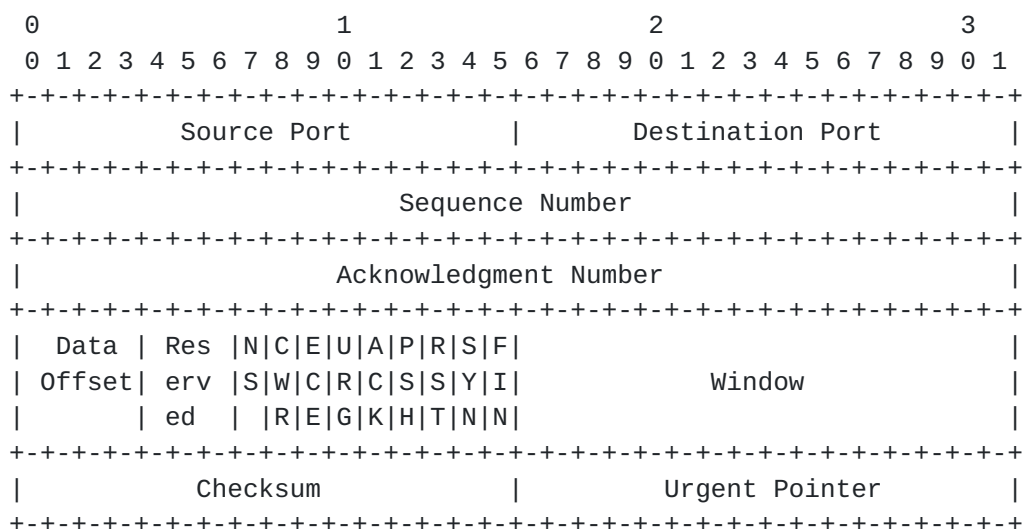 0                   1                   2                   3
 0 1 2 3 4 5 6 7 8 9 0 1 2 3 4 5 6 7 8 9 0 1 2 3 4 5 6 7 8 9 0 1
+-+-+-+-+-+-+-+-+-+-+-+-+-+-+-+-+-+-+-+-+-+-+-+-+-+-+-+-+-+-+-+-+
|          Source Port          |       Destination Port        |
+-+-+-+-+-+-+-+-+-+-+-+-+-+-+-+-+-+-+-+-+-+-+-+-+-+-+-+-+-+-+-+-+
|                        Sequence Number                        |
+-+-+-+-+-+-+-+-+-+-+-+-+-+-+-+-+-+-+-+-+-+-+-+-+-+-+-+-+-+-+-+-+
|                    Acknowledgment Number                      |
+-+-+-+-+-+-+-+-+-+-+-+-+-+-+-+-+-+-+-+-+-+-+-+-+-+-+-+-+-+-+-+-+
|  Data | Res |N|C|E|U|A|P|R|S|F|                               |
| Offset| erv |S|W|C|R|C|S|S|Y|I|            Window             |
|       | ed  | |R|E|G|K|H|T|N|N|                               |
+-+-+-+-+-+-+-+-+-+-+-+-+-+-+-+-+-+-+-+-+-+-+-+-+-+-+-+-+-+-+-+-+
|           Checksum            |         Urgent Pointer        |
+-+-+-+-+-+-+-+-+-+-+-+-+-+-+-+-+-+-+-+-+-+-+-+-+-+-+-+-+-+-+-+-+